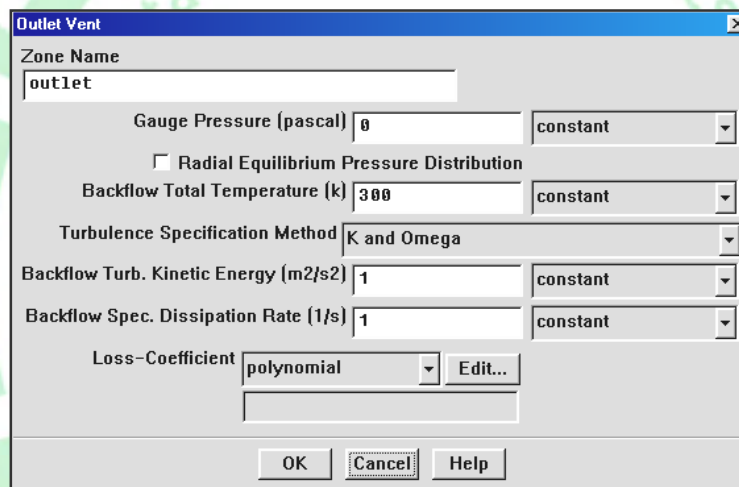 Outlet Vent
Zone Name
outlet
Gauge Pressure (pascal) 0 constant
Radial Equilibrium Pressure Distribution
Backflow Total Temperature (k) 300 constant
Turbulence Specification Method K and Omega
Backflow Turb. Kinetic Energy (m2/s2) 1 constant
Backflow Spec. Dissipation Rate (1/s) 1 constant
Loss-Coefficient polynomial Edit...
OK Cancel Help